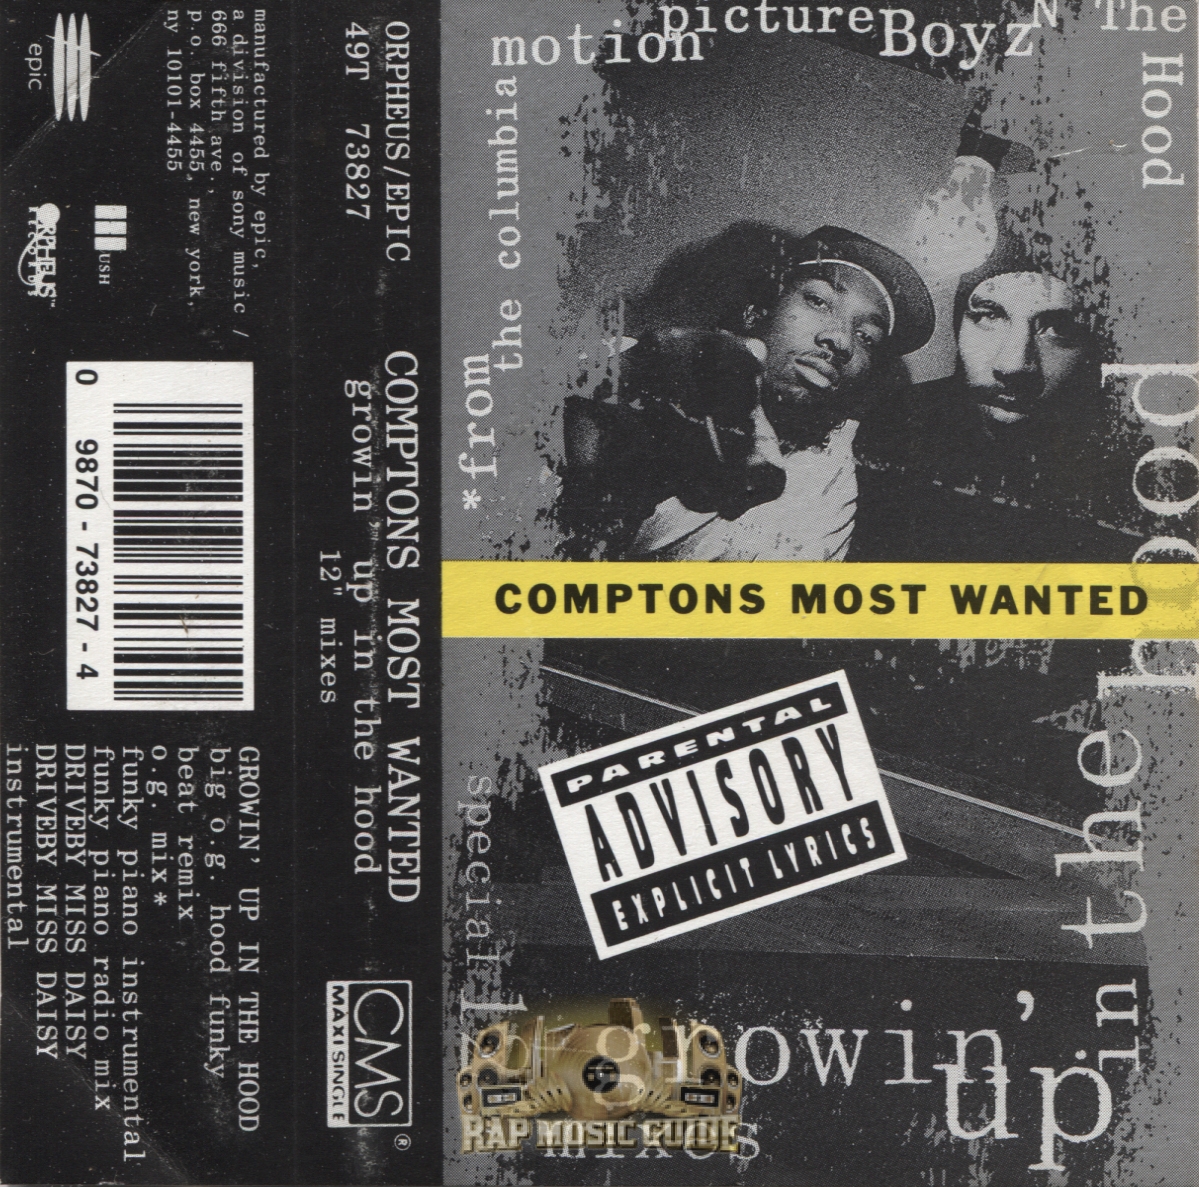 *from
the columbia
motion
picture
Boyz
N The
Hood
COMPTONS MOST WANTED
PARENTAL
ADVISORY
EXPLICIT LYRICS
growin'
up
in the hood
special
mixes
RAP MUSIC GUIDE
ORPHEUS/EPIC
49T 73827
COMPTONS MOST WANTED
growin' up in the hood
12" mixes
CMS
MAXI SINGLE
®
manufactured by epic,
a division of sony music /
666 fifth ave.,
p.o. box 4455, new york,
ny 10101-4455
epic
USH
ORPHEUS™
RECORDS
0 9870 - 73827 - 4
GROWIN' UP IN THE HOOD
big o.g. hood funky
beat remix
o.g. mix*
funky piano instrumental
funky piano radio mix
DRIVEBY MISS DAISY
DRIVEBY MISS DAISY
instrumental